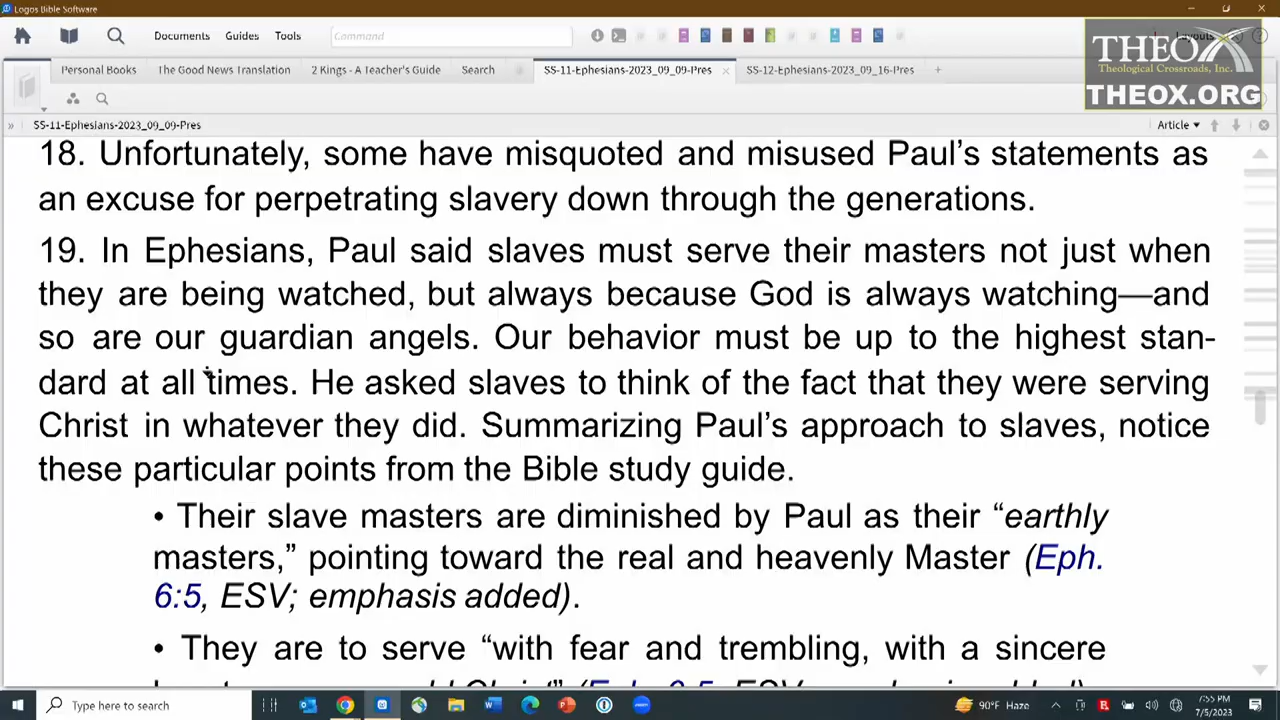 Logos Bible Software
Documents Guides Tools Command Layouts
THEOX
Theological Crossroads, Inc.
THEOX.ORG
Personal Books The Good News Translation 2 Kings - A Teacher's Guid SS-11-Ephesians-2023_09_09-Pres SS-12-Ephesians-2023_09_16-Pres
SS-11-Ephesians-2023_09_09-Pres Article
18. Unfortunately, some have misquoted and misused Paul's statements as
an excuse for perpetrating slavery down through the generations.
19. In Ephesians, Paul said slaves must serve their masters not just when
they are being watched, but always because God is always watching—and
so are our guardian angels. Our behavior must be up to the highest stan-
dard at all times. He asked slaves to think of the fact that they were serving
Christ in whatever they did. Summarizing Paul's approach to slaves, notice
these particular points from the Bible study guide.
• Their slave masters are diminished by Paul as their “earthly
masters,” pointing toward the real and heavenly Master (Eph.
6:5, ESV; emphasis added).
• They are to serve “with fear and trembling, with a sincere
Type here to search 90°F Haze 7:55 PM
7/5/2023